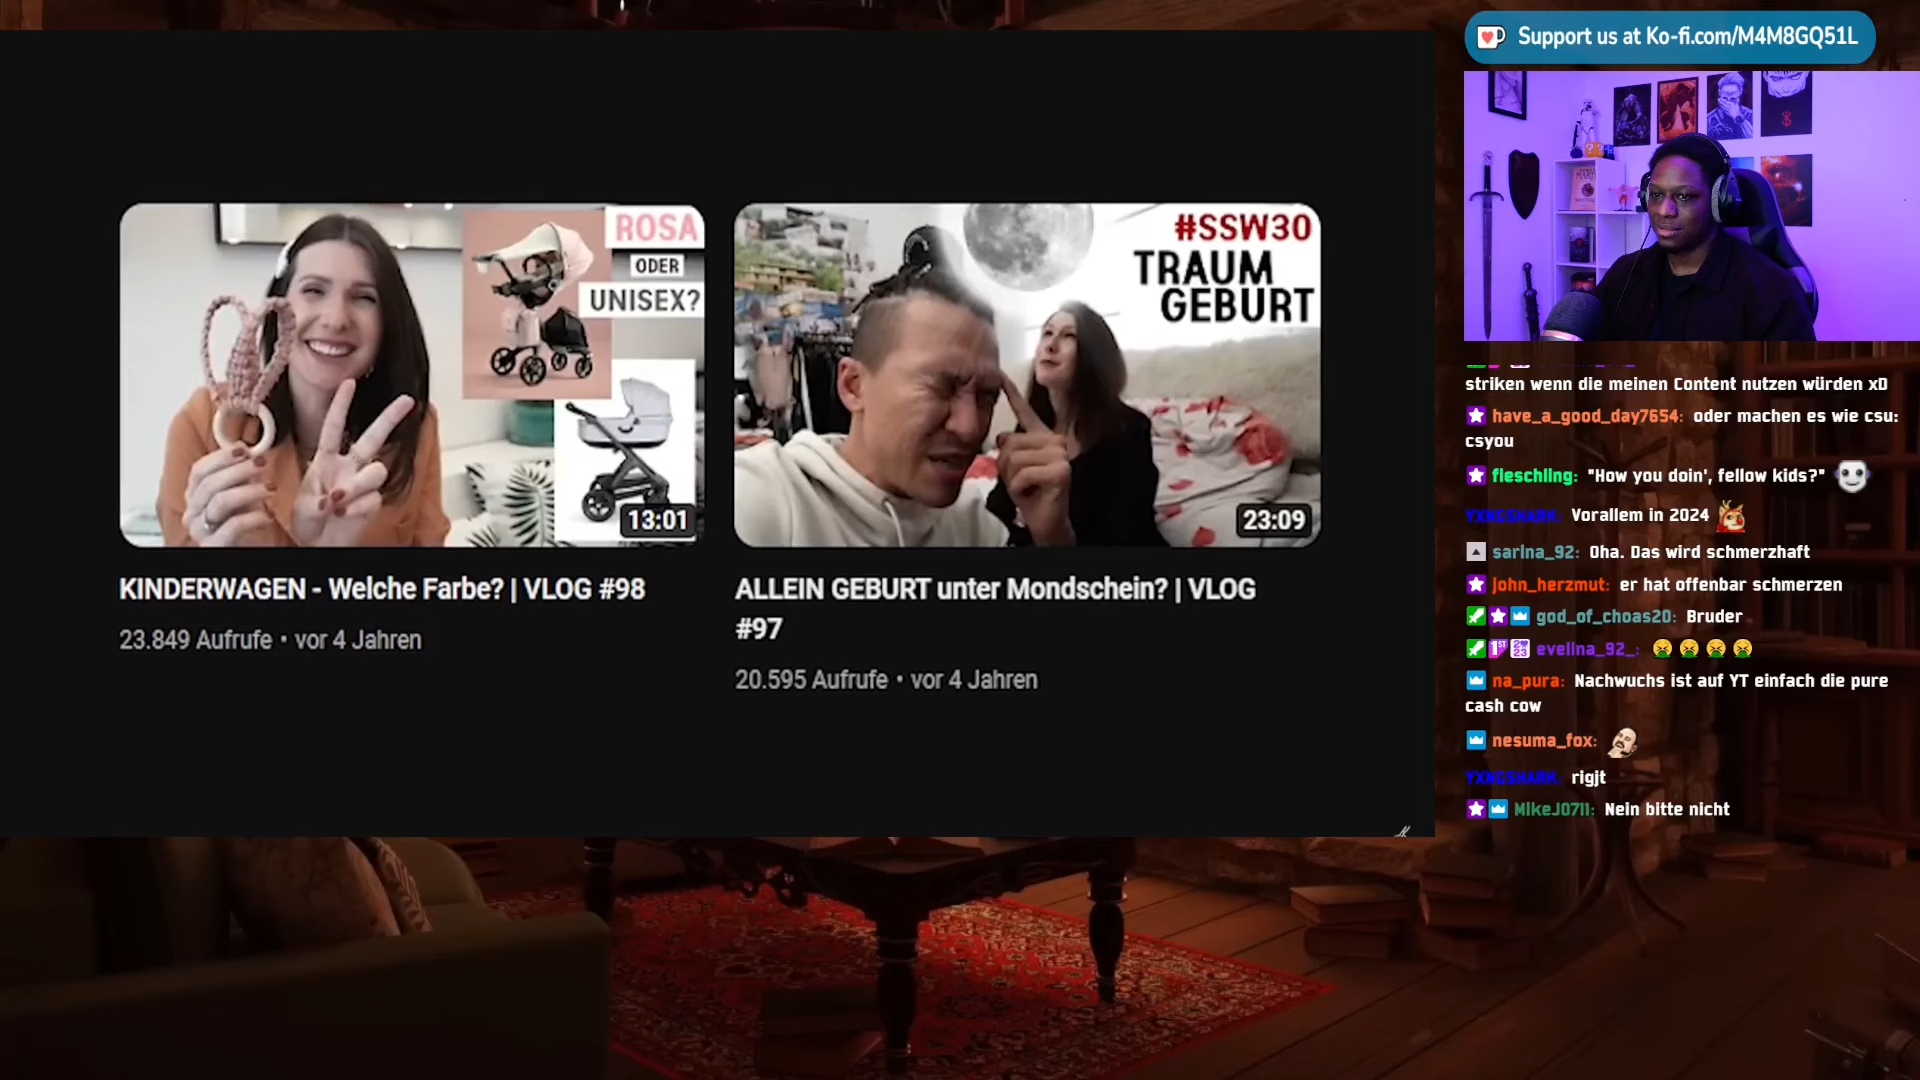 Support us at Ko-fi.com/M4M8GQ51L
ROSA
ODER
UNISEX?
13:01
KINDERWAGEN - Welche Farbe? | VLOG #98
23.849 Aufrufe • vor 4 Jahren
#SSW30
TRAUM
GEBURT
23:09
ALLEIN GEBURT unter Mondschein? | VLOG
#97
20.595 Aufrufe • vor 4 Jahren
striken wenn die meinen Content nutzen würden xD
have_a_good_day7654: oder machen es wie csu:
csyou
fleschling: "How you doin', fellow kids?"
YXNGSHARK: Vorallem in 2024
sarina_92: Oha. Das wird schmerzhaft
john_herzmut: er hat offenbar schmerzen
god_of_choas20: Bruder
evelina_92_:
na_pura: Nachwuchs ist auf YT einfach die pure
cash cow
nesuma_fox:
YXNGSHARK: rigjt
MikeJ0711: Nein bitte nicht